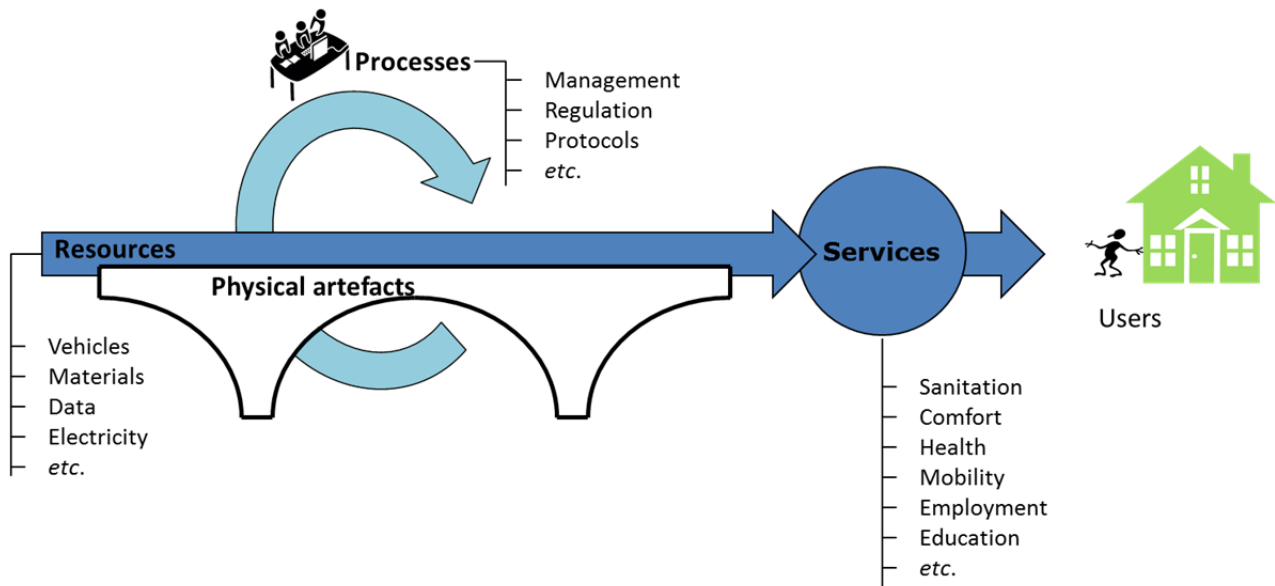 Processes
Management
Regulation
Protocols
etc.
Resources
Physical artefacts
Services
Users
Vehicles
Materials
Data
Electricity
etc.
Sanitation
Comfort
Health
Mobility
Employment
Education
etc.